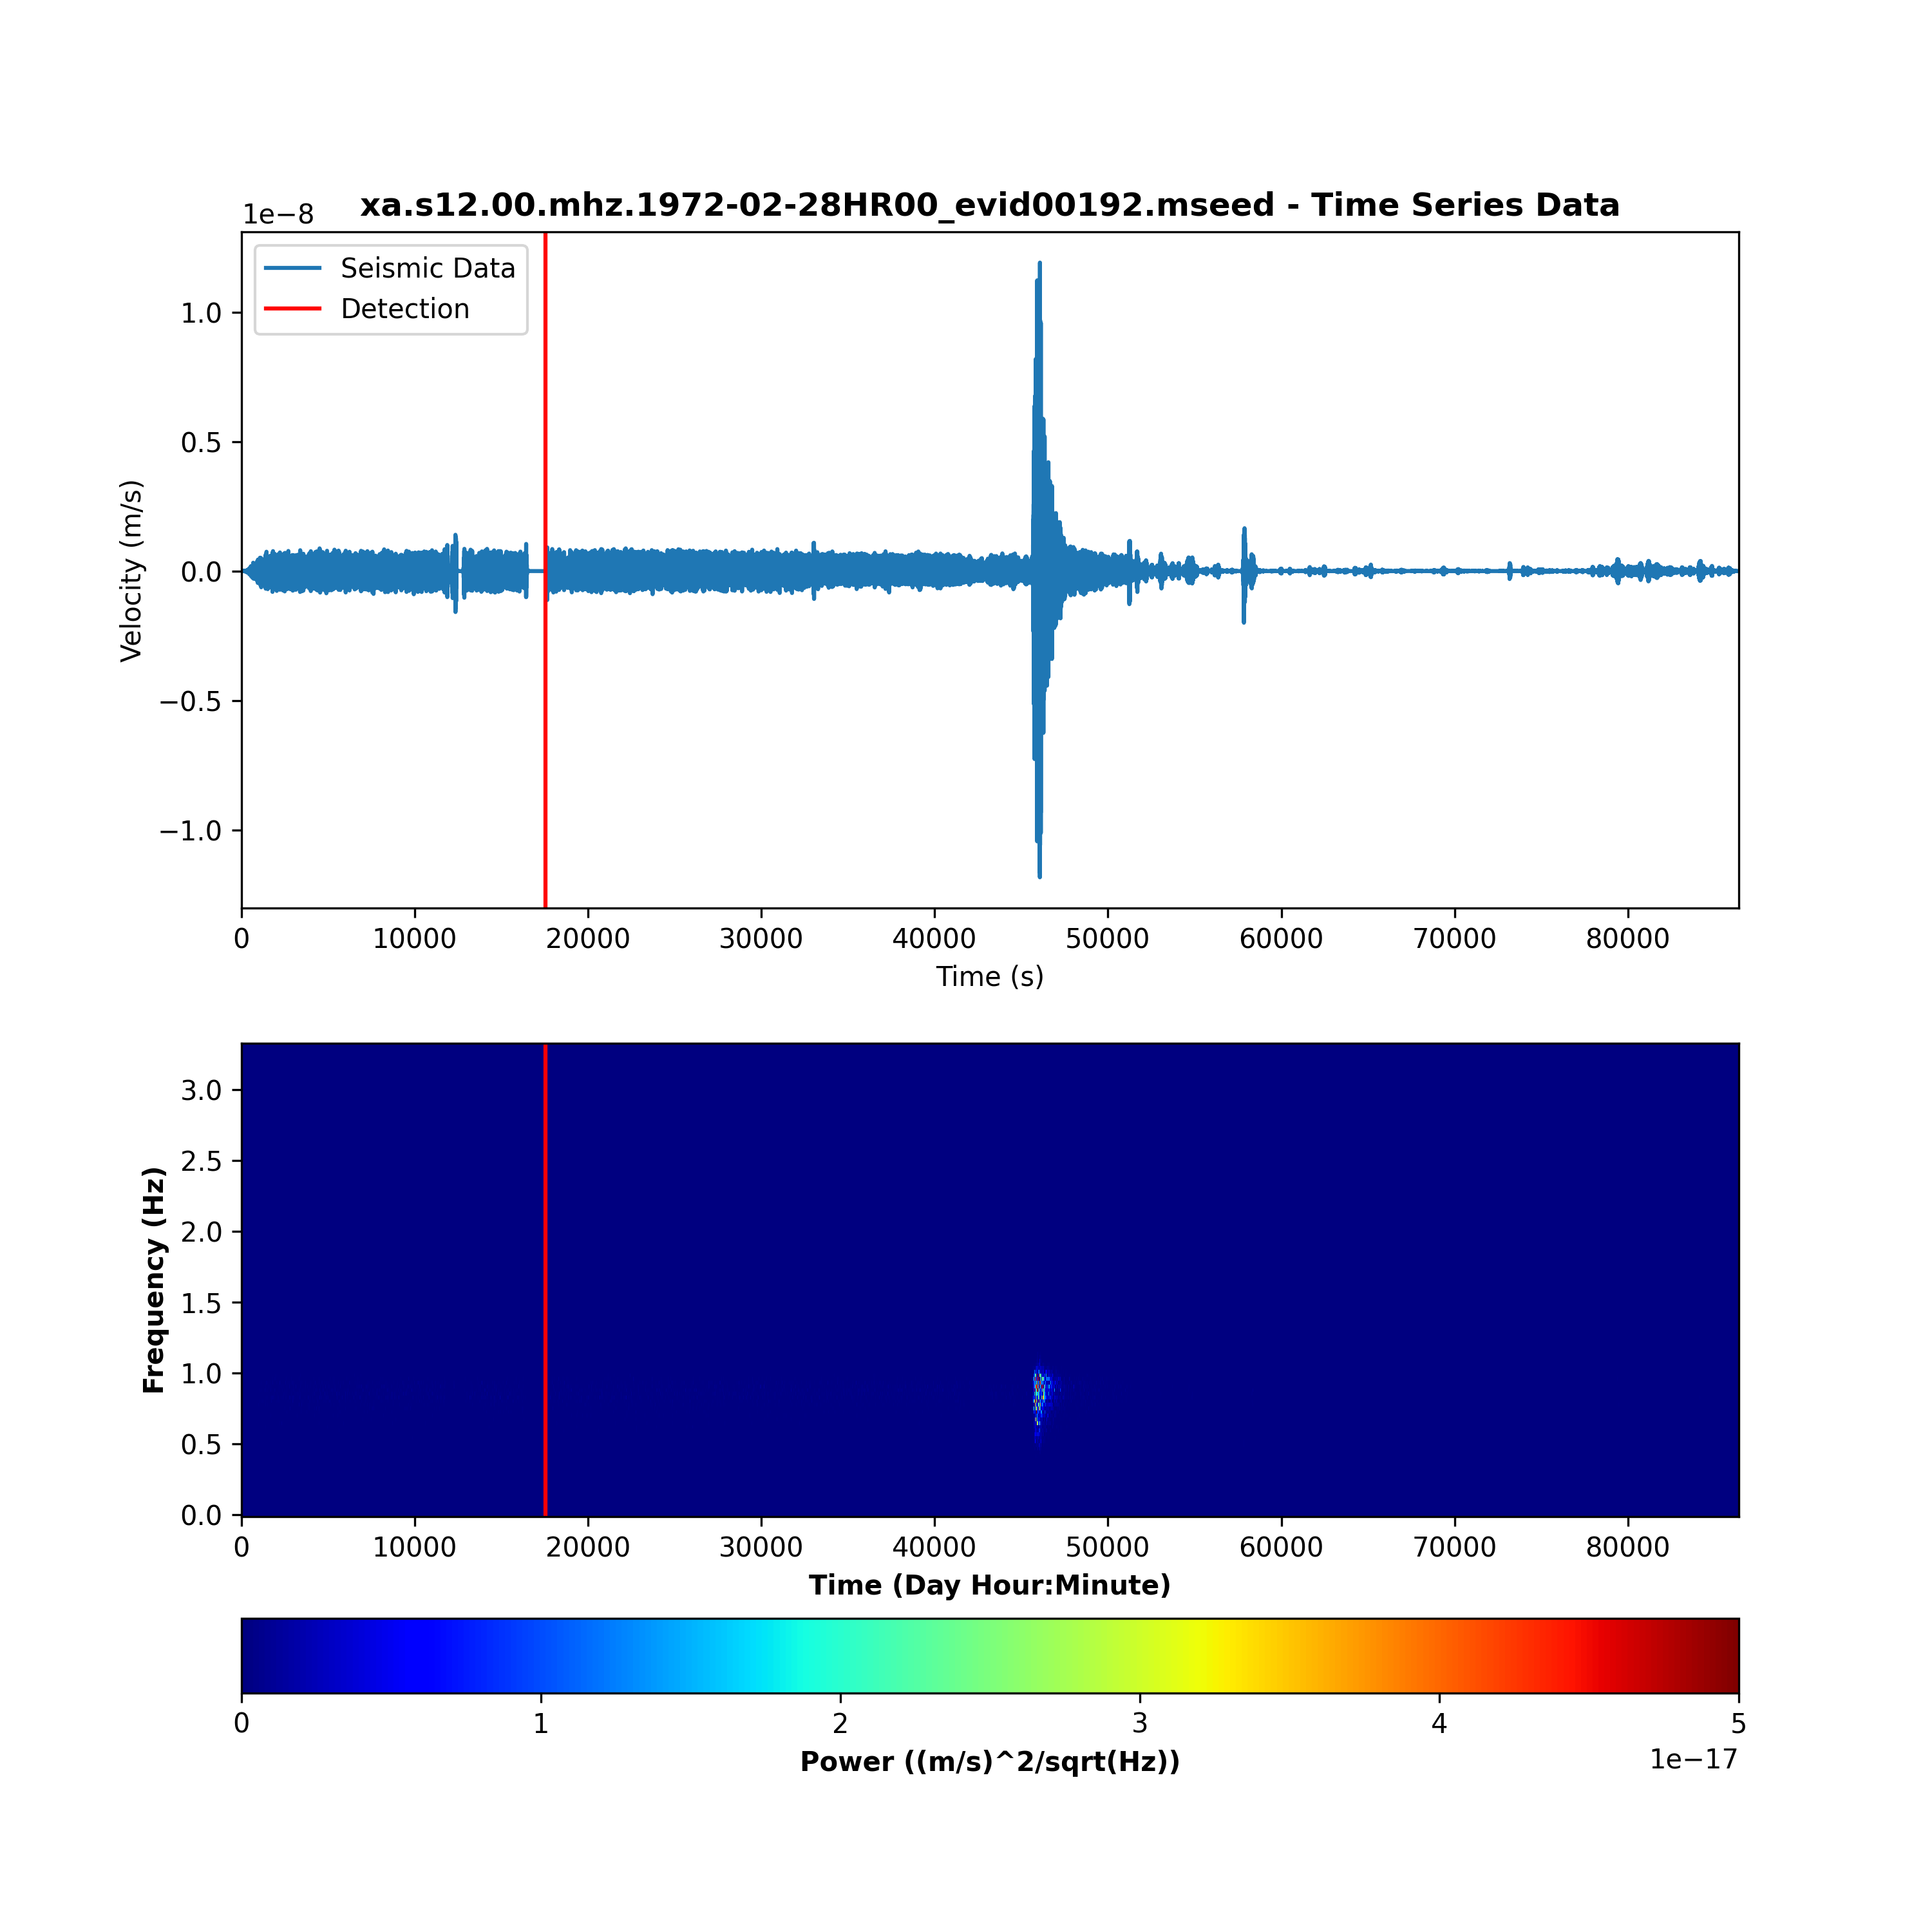 xa.s12.00.mhz.1972-02-28HR00_evid00192.mseed - Time Series Data
1e−8
Seismic Data
Detection
1.0
0.5
0.0
−0.5
−1.0
Velocity (m/s)
0 10000 20000 30000 40000 50000 60000 70000 80000
Time (s)
3.0
2.5
2.0
1.5
1.0
0.5
0.0
Frequency (Hz)
0 10000 20000 30000 40000 50000 60000 70000 80000
Time (Day Hour:Minute)
0 1 2 3 4 5
Power ((m/s)^2/sqrt(Hz))
1e−17